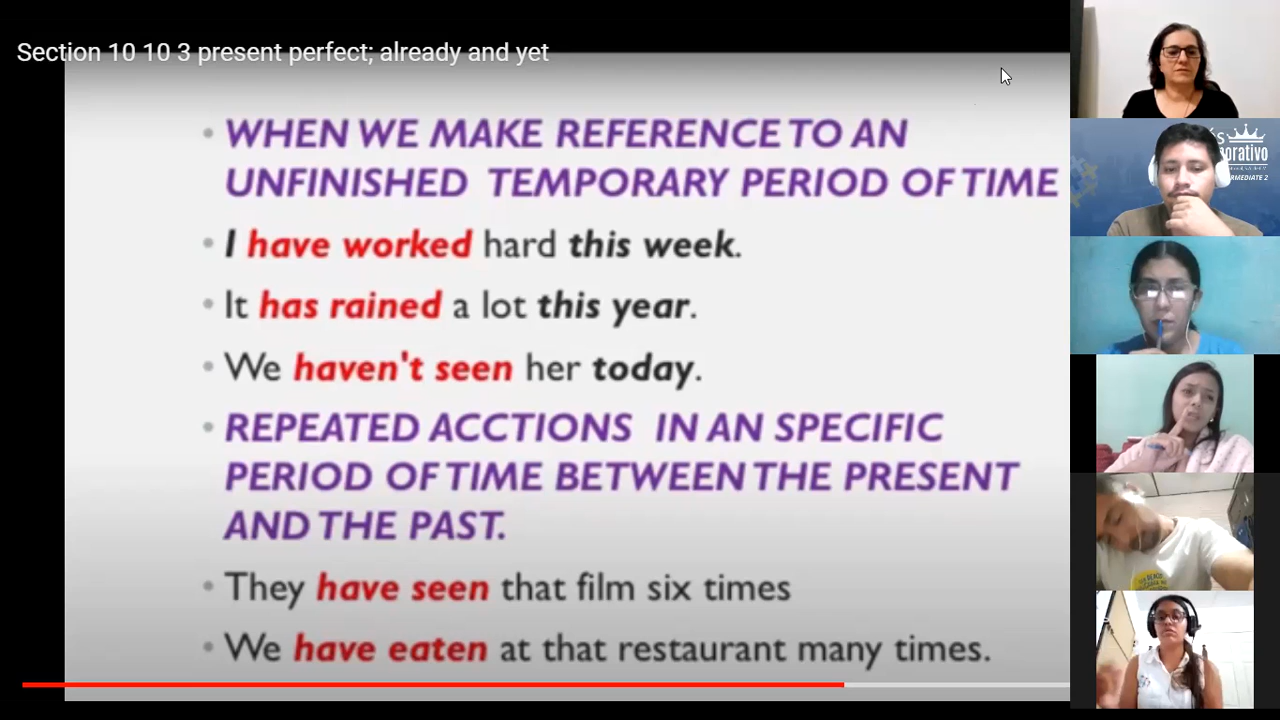 Section 10 10 3 present perfect; already and yet
• WHEN WE MAKE REFERENCE TO AN
UNFINISHED TEMPORARY PERIOD OF TIME
• I have worked hard this week.
• It has rained a lot this year.
• We haven't seen her today.
• REPEATED ACCTIONS IN AN SPECIFIC
PERIOD OF TIME BETWEEN THE PRESENT
AND THE PAST.
• They have seen that film six times
• We have eaten at that restaurant many times.